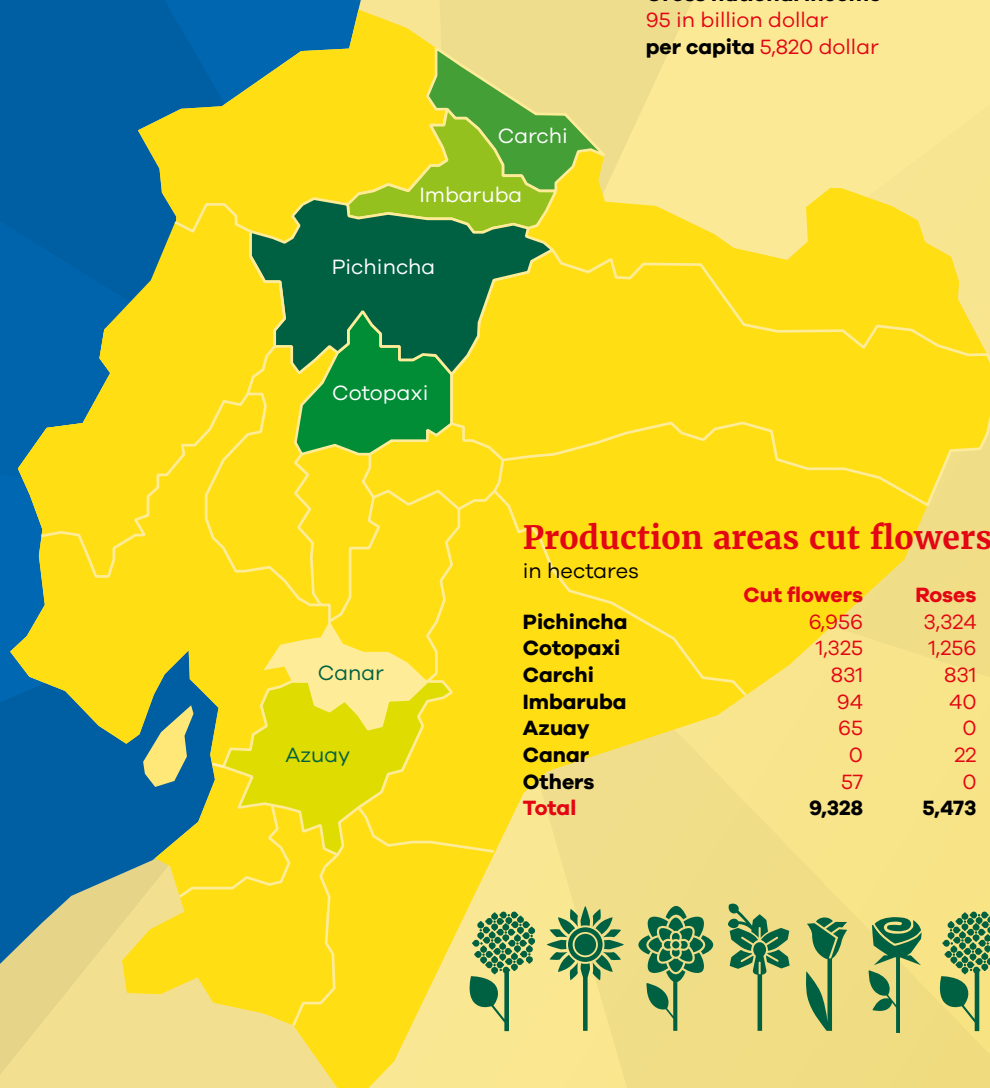 95 in billion dollar
per capita 5,820 dollar
Carchi
Imbaruba
Pichincha
Cotopaxi
Canar
Azuay
Production areas cut flowers
in hectares
Cut flowers Roses
Pichincha 6,956 3,324
Cotopaxi 1,325 1,256
Carchi 831 831
Imbaruba 94 40
Azuay 65 0
Canar 0 22
Others 57 0
Total 9,328 5,473